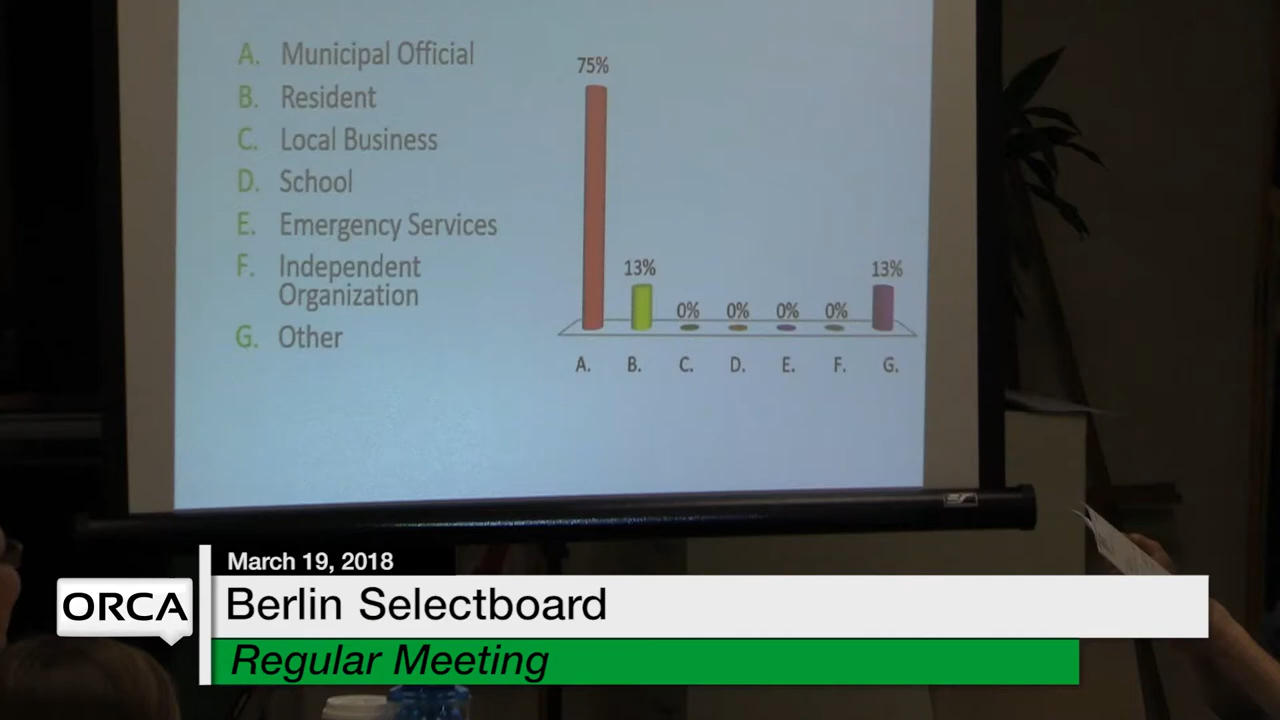 A. Municipal Official
B. Resident
C. Local Business
D. School
E. Emergency Services
F. Independent
Organization
G. Other
75%
13%
0%
0%
0%
0%
13%
A.
B.
C.
D.
E.
F.
G.
March 19, 2018
ORCA
Berlin Selectboard
Regular Meeting